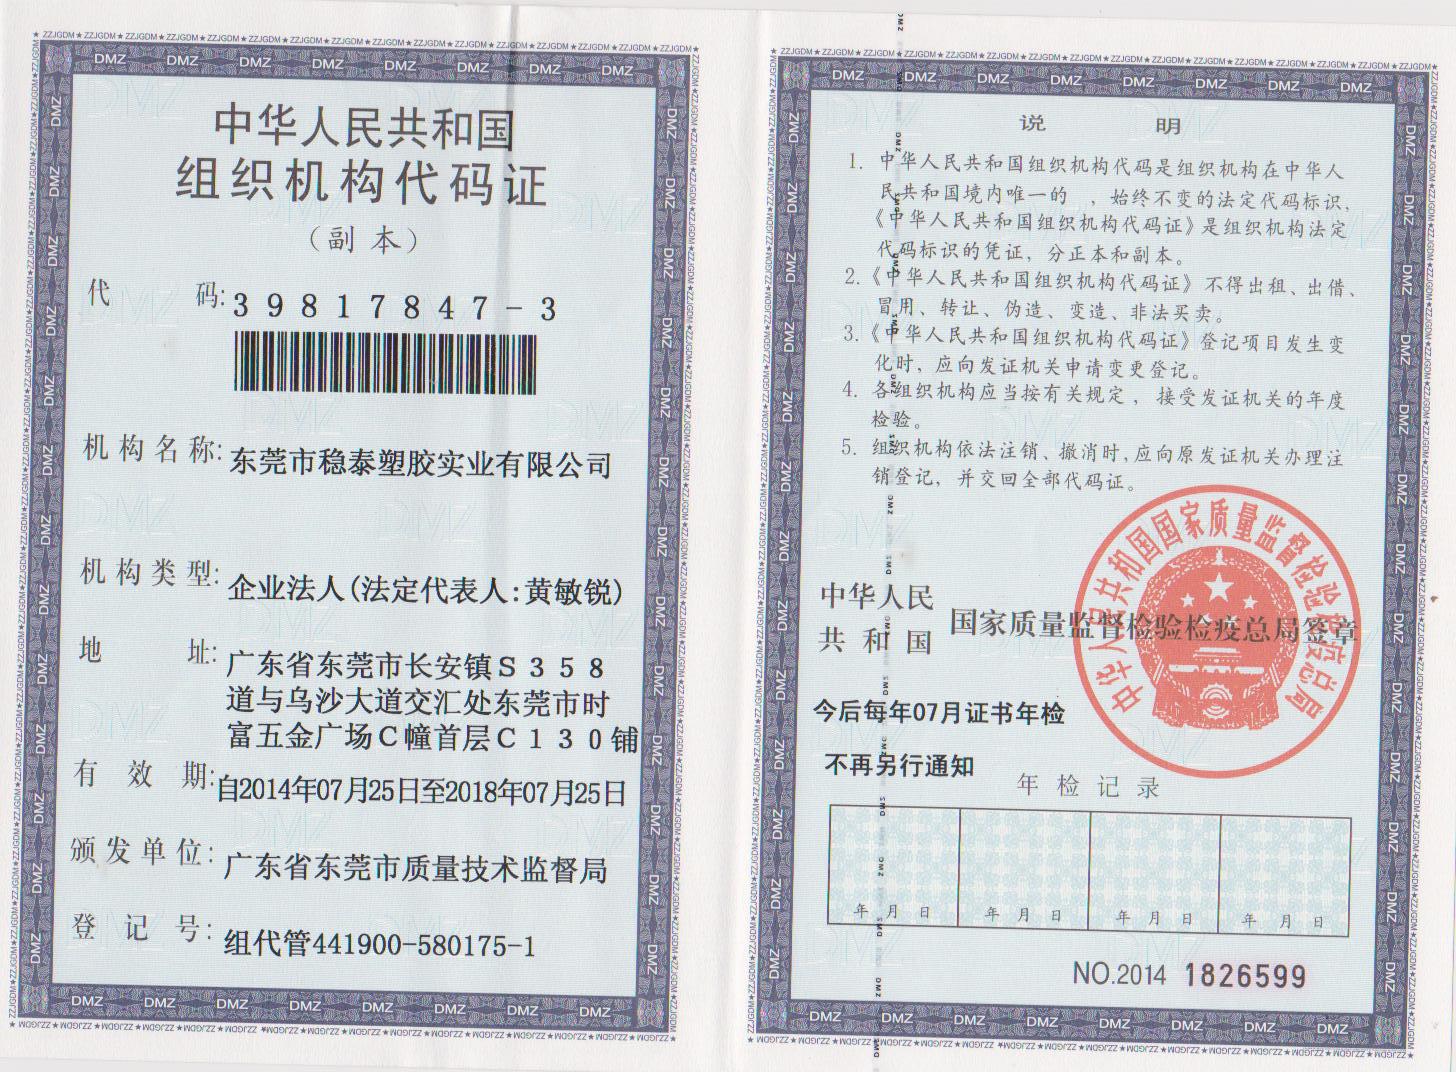 中华人民共和国
组织机构代码证
（副 本）
代 码: 39817847-3
机构名称: 东莞市稳泰塑胶实业有限公司
机构类型: 企业法人(法定代表人:黄敏锐)
地 址: 广东省东莞市长安镇S358
道与乌沙大道交汇处东莞市时
富五金广场C幢首层C130铺
有 效 期: 自2014年07月25日至2018年07月25日
颁发单位: 广东省东莞市质量技术监督局
登 记 号: 组代管441900-580175-1
说 明
1. 中华人民共和国组织机构代码是组织机构在中华人
民共和国境内唯一的 ，始终不变的法定代码标识，
《中华人民共和国组织机构代码证》是组织机构法定
代码标识的凭证，分正本和副本。
2.《中华人民共和国组织机构代码证》不得出租、出借、
冒用、转让、伪造、变造、非法买卖。
3.《中华人民共和国组织机构代码证》登记项目发生变
化时，应向发证机关申请变更登记。
4. 各组织机构应当按有关规定，接受发证机关的年度
检验。
5. 组织机构依法注销、撤消时,应向原发证机关办理注
销登记，并交回全部代码证。
中华人民共和国国家质量监督检验检疫总局
中华人民
共和国 国家质量监督检验检疫总局签章
今后每年07月证书年检
不再另行通知
年检记录
年 月 日 年 月 日 年 月 日 年 月 日
NO.2014 1826599